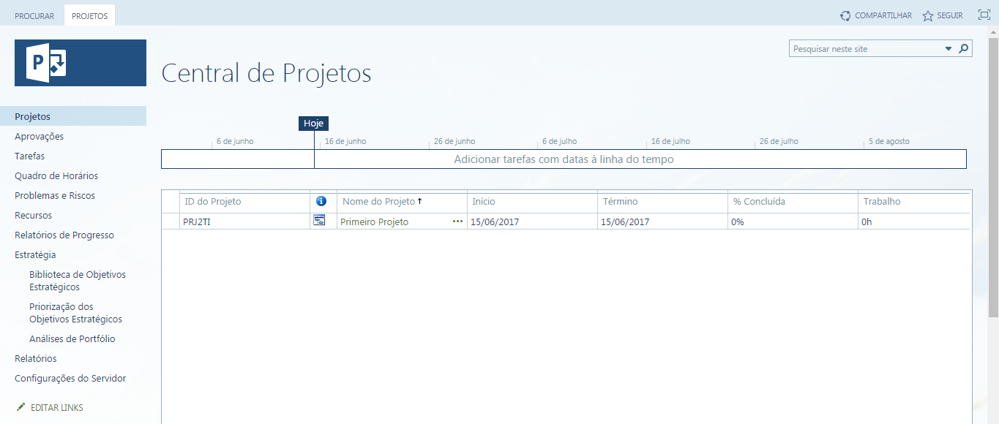 PROCURAR PROJETOS COMPARTILHAR SEGUIR
P
Pesquisar neste site
Central de Projetos
Projetos
Aprovações
Tarefas
Quadro de Horários
Problemas e Riscos
Recursos
Relatórios de Progresso
Estratégia
Biblioteca de Objetivos
Estratégicos
Priorização dos
Objetivos Estratégicos
Análises de Portfólio
Relatórios
Configurações do Servidor
EDITAR LINKS
Hoje
6 de junho 16 de junho 26 de junho 6 de julho 16 de julho 26 de julho 5 de agosto
Adicionar tarefas com datas à linha do tempo
ID do Projeto Nome do Projeto Início Término % Concluída Trabalho
PRJ2TI Primeiro Projeto ... 15/06/2017 15/06/2017 0% 0h